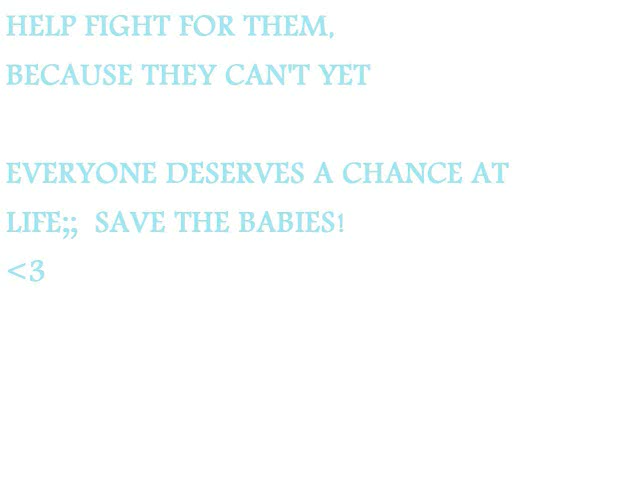 HELP FIGHT FOR THEM,
BECAUSE THEY CAN'T YET
EVERYONE DESERVES A CHANCE AT
LIFE;; SAVE THE BABIES!
<3